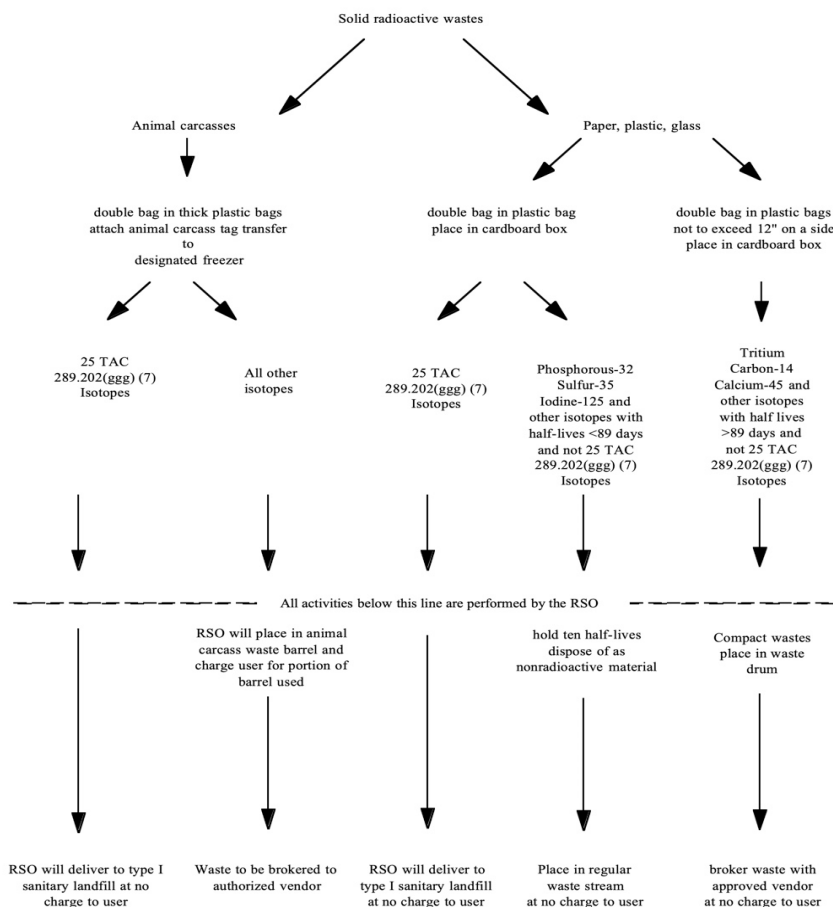 Solid radioactive wastes
Animal carcasses
Paper, plastic, glass
double bag in thick plastic bags
attach animal carcass tag transfer
to
designated freezer
double bag in plastic bag
place in cardboard box
double bag in plastic bags
not to exceed 12" on a side
place in cardboard box
25 TAC
289.202(ggg) (7)
Isotopes
All other
isotopes
25 TAC
289.202(ggg) (7)
Isotopes
Phosphorous-32
Sulfur-35
Iodine-125 and
other isotopes with
half-lives <89 days
and not 25 TAC
289.202(ggg) (7)
Isotopes
Tritium
Carbon-14
Calcium-45 and
other isotopes
with half lives
>89 days and
not 25 TAC
289.202(ggg) (7)
Isotopes
All activities below this line are performed by the RSO
RSO will place in animal
carcass waste barrel and
charge user for portion of
barrel used
hold ten half-lives
dispose of as
nonradioactive material
Compact wastes
place in waste
drum
RSO will deliver to type I
sanitary landfill at no
charge to user
Waste to be brokered to
authorized vendor
RSO will deliver to
type I sanitary landfill
at no charge to user
Place in regular
waste stream
at no charge to user
broker waste with
approved vendor
at no charge to user